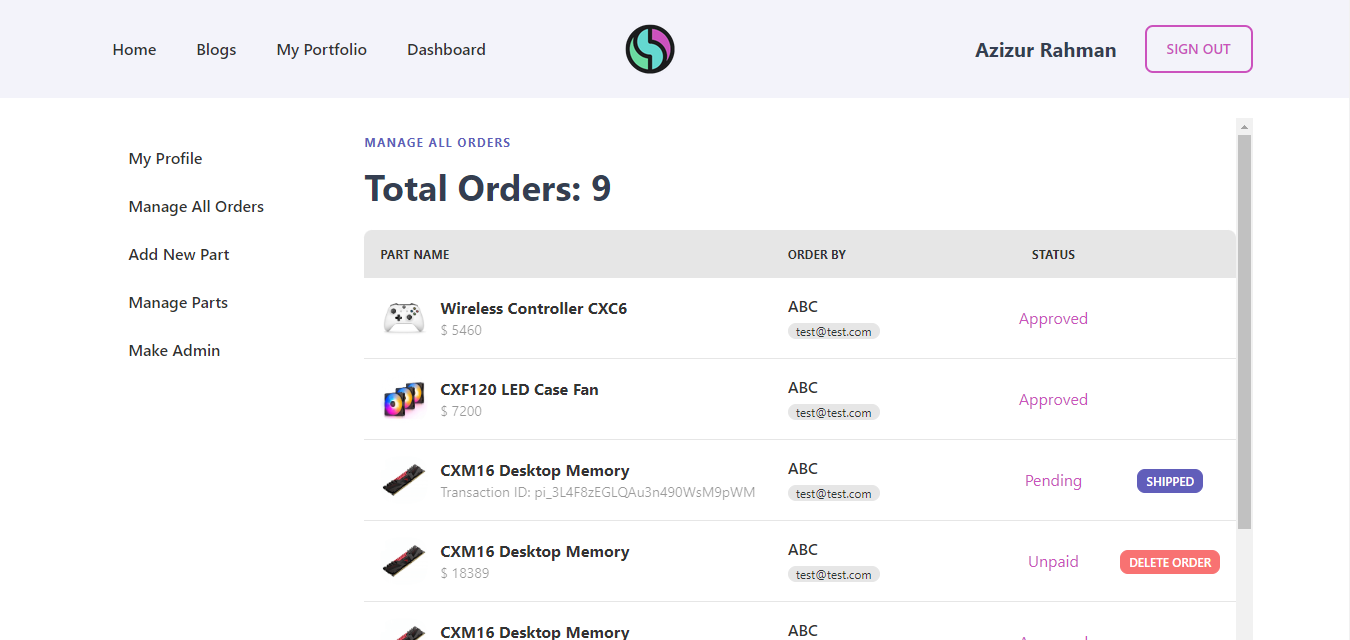 Home Blogs My Portfolio Dashboard Azizur Rahman SIGN OUT
My Profile
Manage All Orders
Add New Part
Manage Parts
Make Admin
MANAGE ALL ORDERS
Total Orders: 9
PART NAME ORDER BY STATUS
Wireless Controller CXC6
$ 5460
ABC
test@test.com
Approved
CXF120 LED Case Fan
$ 7200
ABC
test@test.com
Approved
CXM16 Desktop Memory
Transaction ID: pi_3L4F8zEGLQAu3n490WsM9pWM
ABC
test@test.com
Pending
SHIPPED
CXM16 Desktop Memory
$ 18389
ABC
test@test.com
Unpaid
DELETE ORDER
CXM16 Desktop Memory
ABC